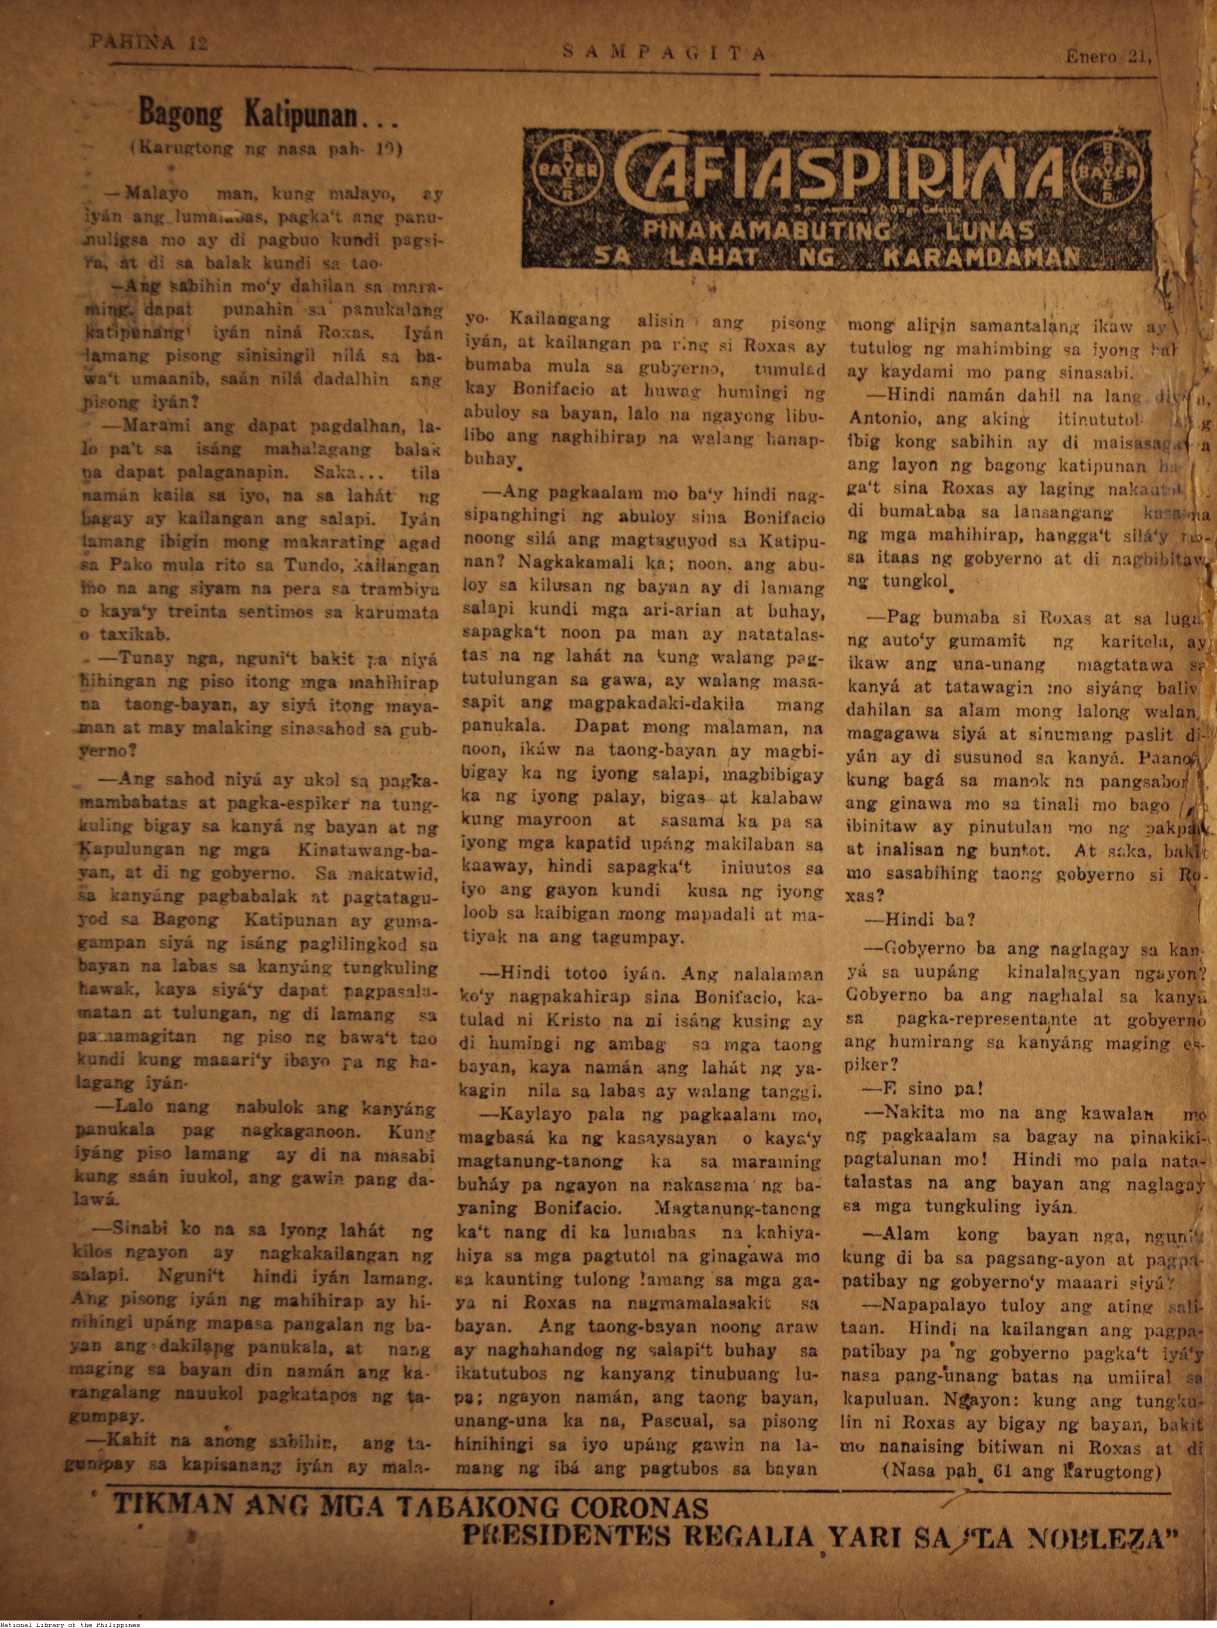 PAHINA 12
SAMPAGITA
Enero 21,
Bagong Katipunan...
(Karugtong ng nasa pah- 10)
—Malayo man, kung malayo, ay
iyán ang lumalabas, pagka't ang panu-
nuligsa mo ay di pagbuo kundi pagsi-
ra, at di sa balak kundi sa tao.
—Ang sabihin mo'y dahilan sa mara-
ming dapat punahin sa panukalang
katipunang iyán niná Roxas. Iyán
lamang pisong sinisingil nilá sa ba-
wa't umaanib, saán nilá dadalhin ang
pisong iyán?
—Marami ang dapat pagdalhan, la-
lo pa't sa isáng mahalagang balak
na dapat palaganapin. Saka... tila
namán kaila sa iyo, na sa lahát ng
bagay ay kailangan ang salapi. Iyán
lamang ibigin mong makarating agad
sa Pako mula rito sa Tundo, kailangan
mo na ang siyam na pera sa trambiya
o kaya'y treinta sentimos sa karumata
o taxikab.
—Tunay nga, nguni't bakit pa niyá
hihingan ng piso itong mga mahihirap
na taong-bayan, ay siyá itong maya-
man at may malaking sinasahod sa gub-
yerno?
—Ang sahod niyá ay ukol sa pagka-
mambabatas at pagka-espiker na tung-
kuling bigay sa kanyá ng bayan at ng
Kapulungan ng mga Kinatawang-ba-
yan, at di ng gobyerno. Sa makatwid,
sa kanyáng pagbabalak at pagtatagu-
yod sa Bagong Katipunan ay guma-
gampan siyá ng isáng paglilingkod sa
bayan na labas sa kanyáng tungkuling
hawak, kaya siyá'y dapat pagpasala-
matan at tulungan, ng di lamang sa
pamamagitan ng piso ng bawa't tao
kundi kung maaari'y ibayo pa ng ha-
lagang iyán.
—Lalo nang nabulok ang kanyáng
panukala pag nagkaganoon. Kung
iyáng piso lamang ay di na masabi
kung saán iuukol, ang gawin pang da-
lawá.
—Sinabi ko na sa Iyong lahát ng
kilos ngayon ay nagkakailangan ng
salapi. Nguni't hindi iyán lamang.
Ang pisong iyán ng mahihirap ay hi-
nihingi upáng mapasa pangalan ng ba-
yan ang dakilang panukala, at nang
maging sa bayan din namán ang ka-
rangalang nauukol pagkatapos ng ta-
gumpay.
—Kahit na anong sabihin, ang ta-
gumpay sa kapisanang iyán ay mala-
BAYER
CAFIASPIRINA
BAYER
PINAKAMABUTING LUNAS
SA LAHAT NG KARAMDAMAN
yo. Kailangang alisin ang pisong
iyán, at kailangan pa ring si Roxas ay
bumaba mula sa gubyerno, tumulad
kay Bonifacio at huwag humingi ng
abuloy sa bayan, lalo na ngayong libu-
libo ang naghihirap na walang hanap-
buhay.
—Ang pagkaalam mo ba'y hindi nag-
sipanghingi ng abuloy sina Bonifacio
noong silá ang magtaguyod sa Katipu-
nan? Nagkakamali ka; noon, ang abu-
loy sa kilusan ng bayan ay di lamang
salapi kundi mga ari-arian at buhay,
sapagka't noon pa man ay natatalas-
tas na ng lahát na kung walang pag-
tutulungan sa gawa, ay walang masa-
sapit ang magpakadaki-dakila mang
panukala. Dapat mong malaman, na
noon, ikáw na taong-bayan ay magbi-
bigay ka ng iyong salapi, magbibigay
ka ng iyong palay, bigas at kalabaw
kung mayroon at sasama ka pa sa
iyong mga kapatid upáng makilaban sa
kaaway, hindi sapagka't iniuutos sa
iyo ang gayon kundi kusa ng iyong
loob sa kaibigan mong mapadali at ma-
tiyak na ang tagumpay.
—Hindi totoo iyán. Ang nalalaman
ko'y nagpakahirap sina Bonifacio, ka-
tulad ni Kristo na ni isáng kusing ay
di humingi ng ambag sa mga taong
bayan, kaya namán ang lahát ng ya-
kagin nila sa labas ay walang tanggi.
—Kaylayo pala ng pagkaalam mo,
magbasá ka ng kasaysayan o kaya'y
magtanung-tanong ka sa maraming
buháy pa ngayon na nakasama ng ba-
yaning Bonifacio. Magtanung-tanong
ka't nang di ka lumabas na kahiya-
hiya sa mga pagtutol na ginagawa mo
sa kaunting tulong lamang sa mga ga-
ya ni Roxas na nagmamalasakit sa
bayan. Ang taong-bayan noong araw
ay naghahandog ng salapi't buhay sa
ikatutubos ng kanyang tinubuang lu-
pa; ngayon namán, ang taong bayan,
unang-una ka na, Pascual, sa pisong
hinihingi sa iyo upáng gawin na la-
mang ng ibá ang pagtubos sa bayan
mong alipin samantalang ikaw ay
tutulog ng mahimbing sa iyong
ay kaydami mo pang sinasabi.
—Hindi namán dahil na lang
Antonio, ang aking itinututol
ibig kong sabihin ay di maisasaga
ang layon ng bagong katipunan
ga't sina Roxas ay laging
di bumababa sa lansangang kasama
ng mga mahihirap, hangga't silá'y
sa itaas ng gobyerno at di nagbibitaw
ng tungkol.
—Pag bumaba si Roxas at sa luga
ng auto'y gumamit ng karitela, ay
ikaw ang una-unang magtatawa sa
kanyá at tatawagin mo siyáng baliw
dahilan sa alam mong lalong walan
magagawa siyá at sinumang paslit di-
yán ay di susunod sa kanyá. Paano
kung bagá sa manok na pangsabong
ang ginawa mo sa tinali mo bago
ibinitaw ay pinutulan mo ng pakpak
at inalisan ng buntot. At saka, bakit
mo sasabihing taong gobyerno si Ro-
xas?
—Hindi ba?
—Gobyerno ba ang naglagay sa kan-
yá sa uupáng kinalalagyan ngayon?
Gobyerno ba ang naghalal sa kanyá
sa pagka-representante at gobyerno
ang humirang sa kanyáng maging es-
piker?
—E sino pa!
—Nakita mo na ang kawalan mo
ng pagkaalam sa bagay na pinakiki-
pagtalunan mo! Hindi mo pala nata-
talastas na ang bayan ang naglagay
sa mga tungkuling iyán.
—Alam kong bayan nga, nguni't
kung di ba sa pagsang-ayon at pagpa-
patibay ng gobyerno'y maaari siyá?
—Napapalayo tuloy ang ating sali-
taan. Hindi na kailangan ang pagpa-
patibay pa ng gobyerno pagka't iyá'y
nasa pang-unang batas na umiiral sa
kapuluan. Ngayon: kung ang tungku-
lin ni Roxas ay bigay ng bayan, bakit
mo nanaising bitiwan ni Roxas at di
(Nasa pah. 61 ang karugtong)
TIKMAN ANG MGA TABAKONG CORONAS
PRESIDENTES REGALIA YARI SA "LA NOBLEZA"
National Library of the Philippines